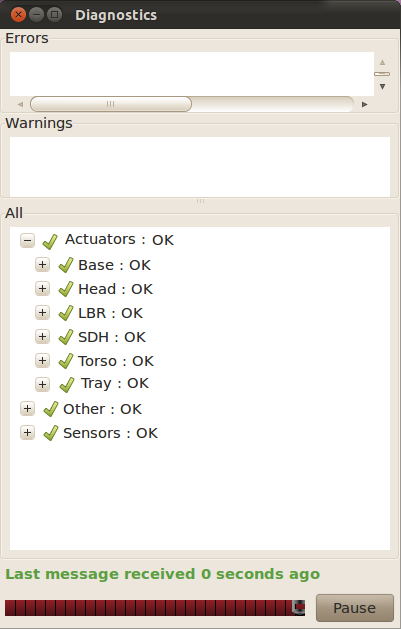 Diagnostics
Errors
Warnings
All
Actuators : OK
Base : OK
Head : OK
LBR : OK
SDH : OK
Torso : OK
Tray : OK
Other : OK
Sensors : OK
Last message received 0 seconds ago
Pause